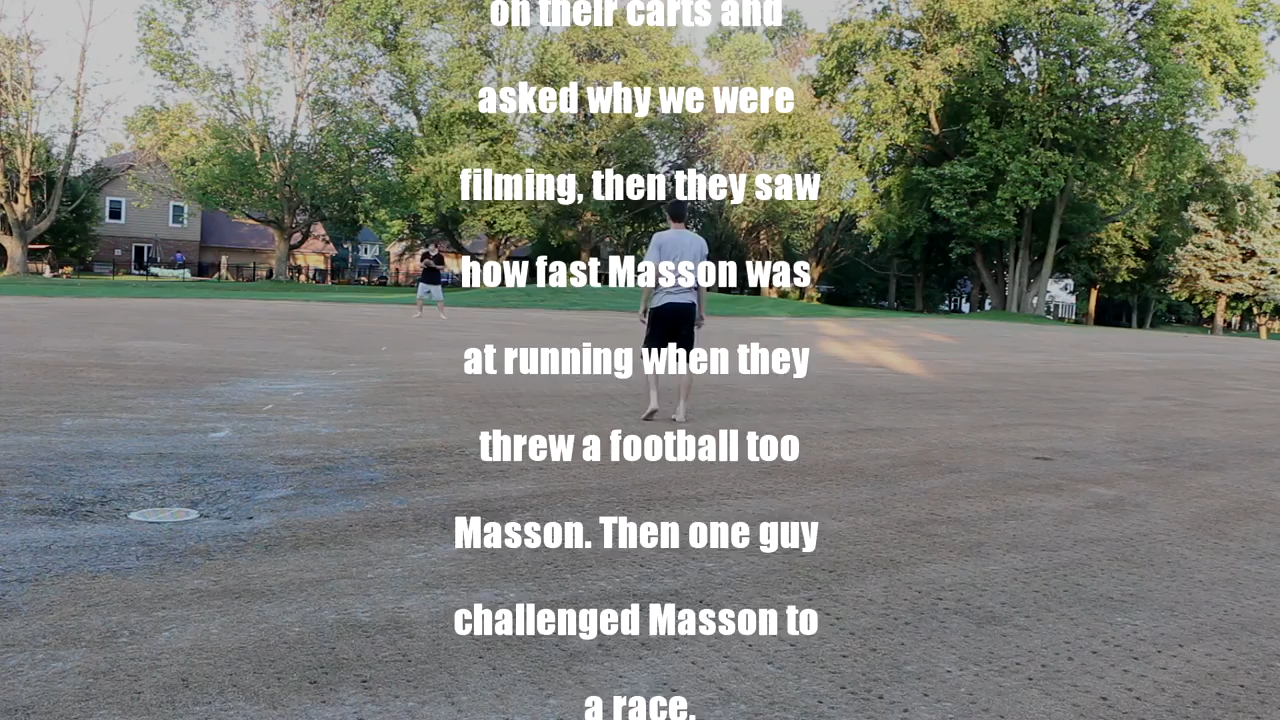 on their carts and
asked why we were
filming, then they saw
how fast Masson was
at running when they
threw a football too
Masson. Then one guy
challenged Masson to
a race.